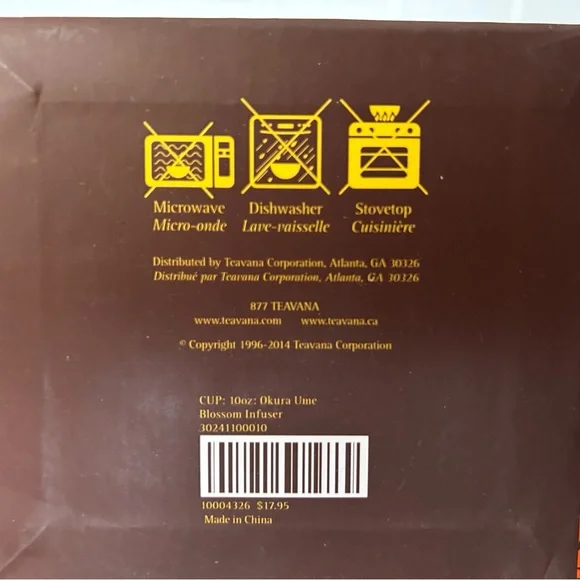 Microwave Dishwasher Stovetop
Micro-onde Lave-vaisselle Cuisinière
Distributed by Teavana Corporation, Atlanta, GA 30326
Distribué par Teavana Corporation, Atlanta, GA 30326
877 TEAVANA
www.teavana.com www.teavana.ca
© Copyright 1996-2014 Teavana Corporation
CUP: 10oz: Okura Ume
Blossom Infuser
30241100010
10004326 $17.95
Made in China